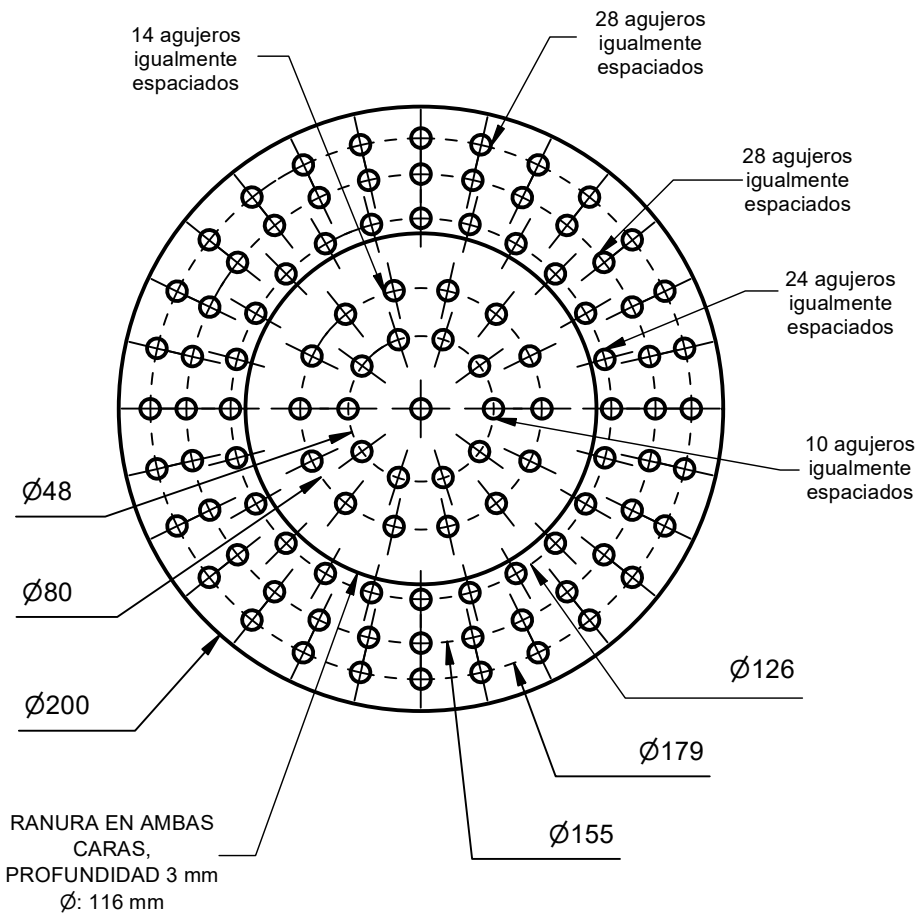 14 agujeros
igualmente
espaciados
28 agujeros
igualmente
espaciados
28 agujeros
igualmente
espaciados
24 agujeros
igualmente
espaciados
10 agujeros
igualmente
espaciados
Ø48
Ø80
Ø200
Ø126
Ø179
Ø155
RANURA EN AMBAS
CARAS,
PROFUNDIDAD 3 mm
Ø: 116 mm